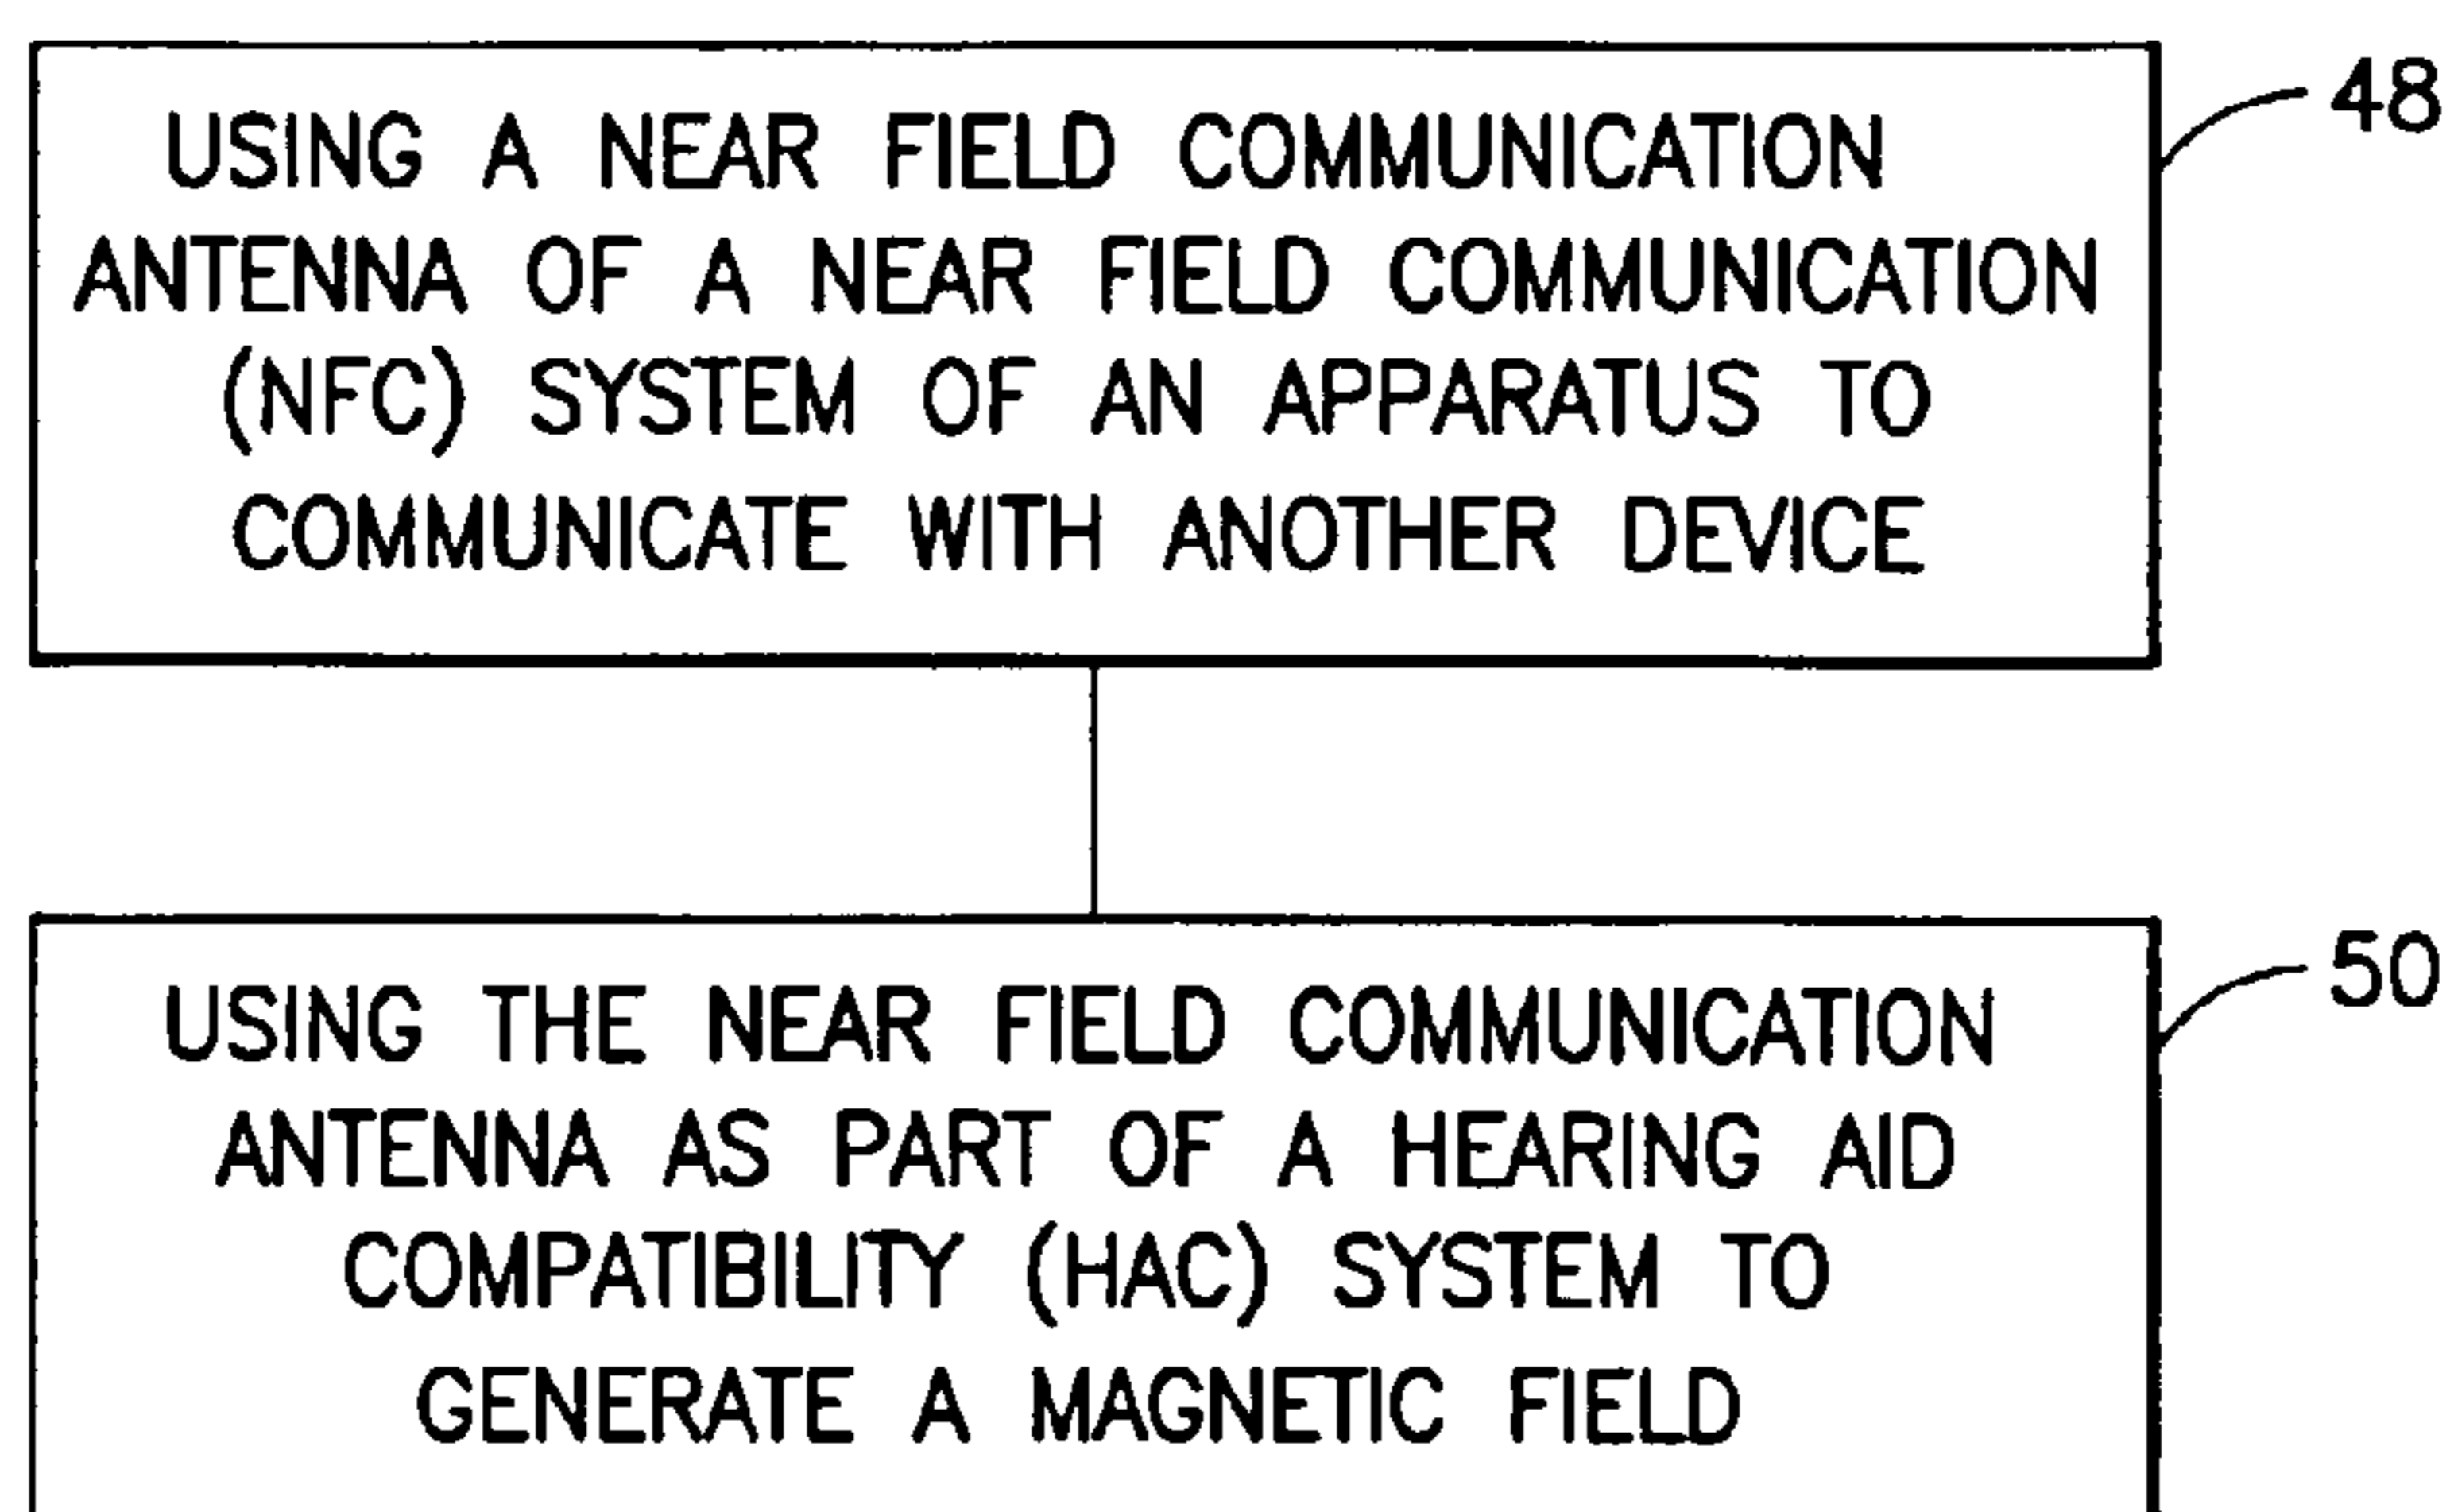 USING A NEAR FIELD COMMUNICATION
ANTENNA OF A NEAR FIELD COMMUNICATION
(NFC) SYSTEM OF AN APPARATUS TO
COMMUNICATE WITH ANOTHER DEVICE
48
USING THE NEAR FIELD COMMUNICATION
ANTENNA AS PART OF A HEARING AID
COMPATIBILITY (HAC) SYSTEM TO
GENERATE A MAGNETIC FIELD
50